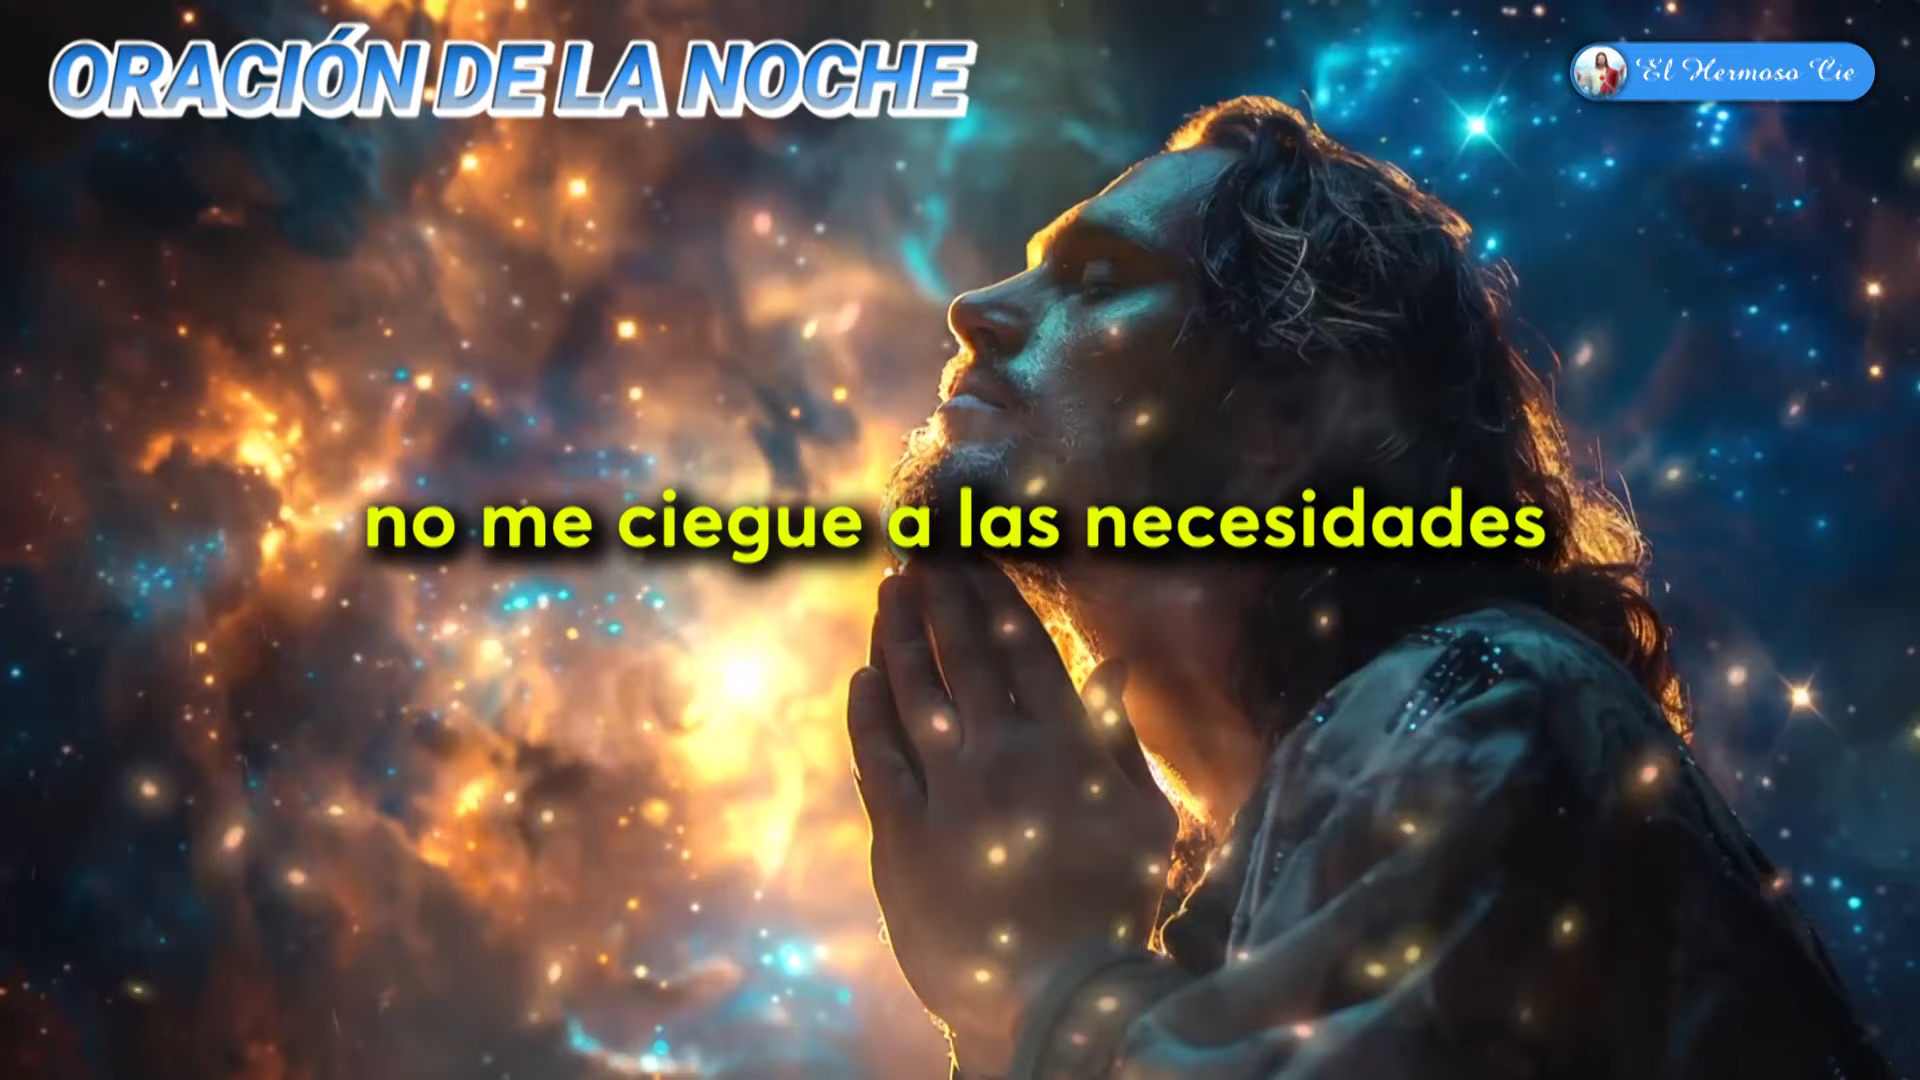 ORACIÓN DE LA NOCHE
El Hermoso Cie
no me ciegue a las necesidades